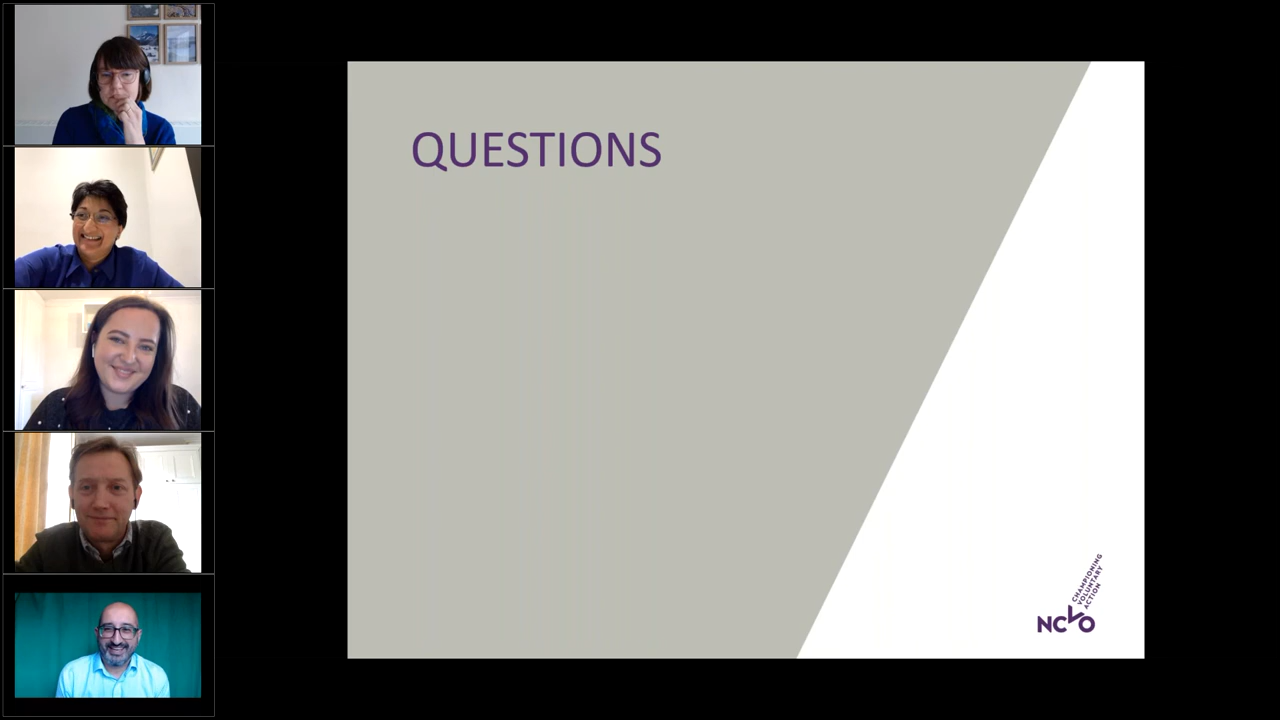 QUESTIONS
CHAMPIONING
VOLUNTARY
ACTION
NCVO